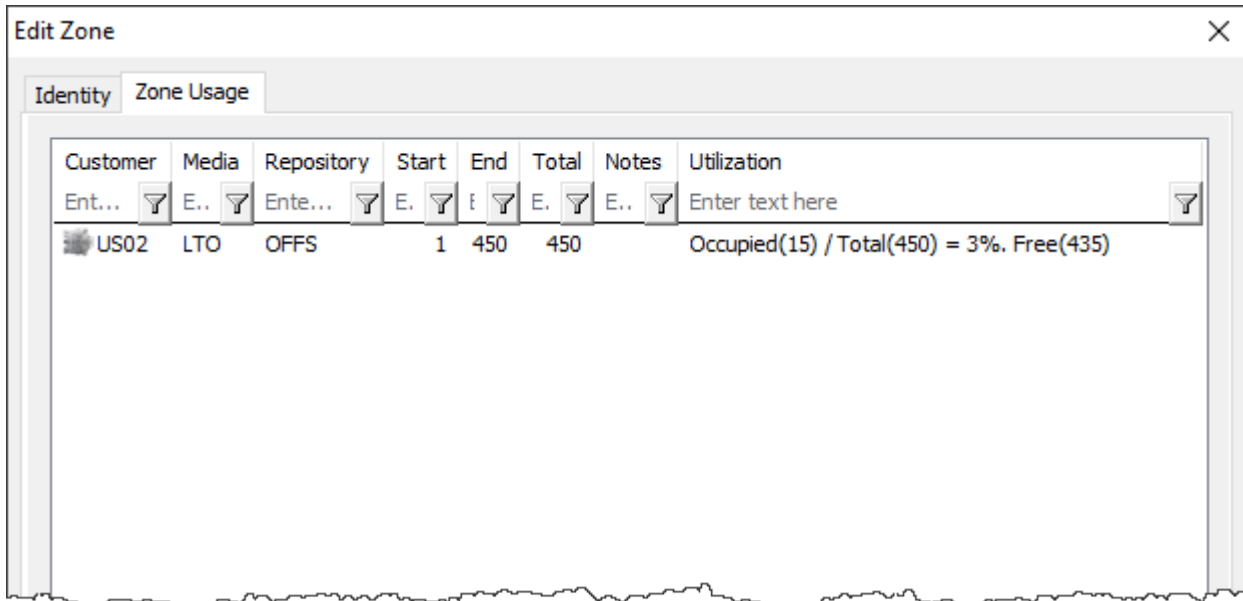 Edit Zone
Identity Zone Usage
Customer Media Repository Start End Total Notes Utilization
Ent... E.. Ente... E. E E. E.. Enter text here
US02 LTO OFFS 1 450 450 Occupied(15) / Total(450) = 3%. Free(435)